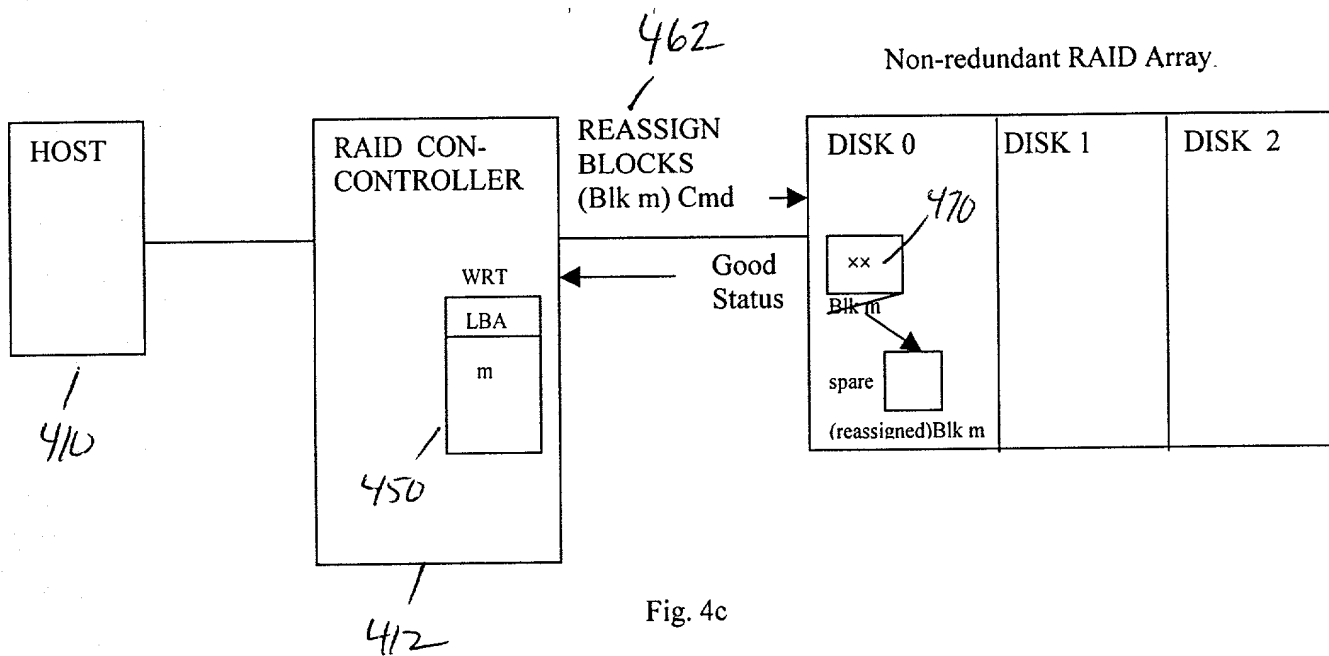 462
Non-redundant RAID Array.
HOST
RAID CON-
CONTROLLER
REASSIGN
BLOCKS
(Blk m) Cmd
DISK 0
DISK 1
DISK 2
470
××
Good
Status
WRT
LBA
m
Blk m
spare
(reassigned)Blk m
410
450
412
Fig. 4c